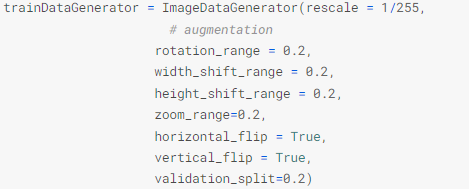 trainDataGenerator = ImageDataGenerator(rescale = 1/255,
# augmentation
rotation_range = 0.2,
width_shift_range = 0.2,
height_shift_range = 0.2,
zoom_range=0.2,
horizontal_flip = True,
vertical_flip = True,
validation_split=0.2)